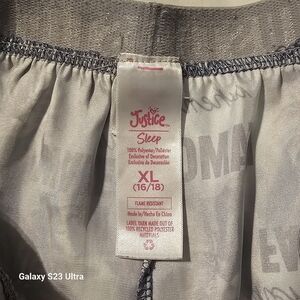 Justice
Sleep
100% Polyester/Poliéster
Exclusive of Decoration
Exclusivo de Decoración
XL
(16/18)
FLAME RESISTANT
Made in/Hecho En China
LABEL YARN MADE OUT OF
100% RECYCLED POLYESTER
MATERIALS
Galaxy S23 Ultra